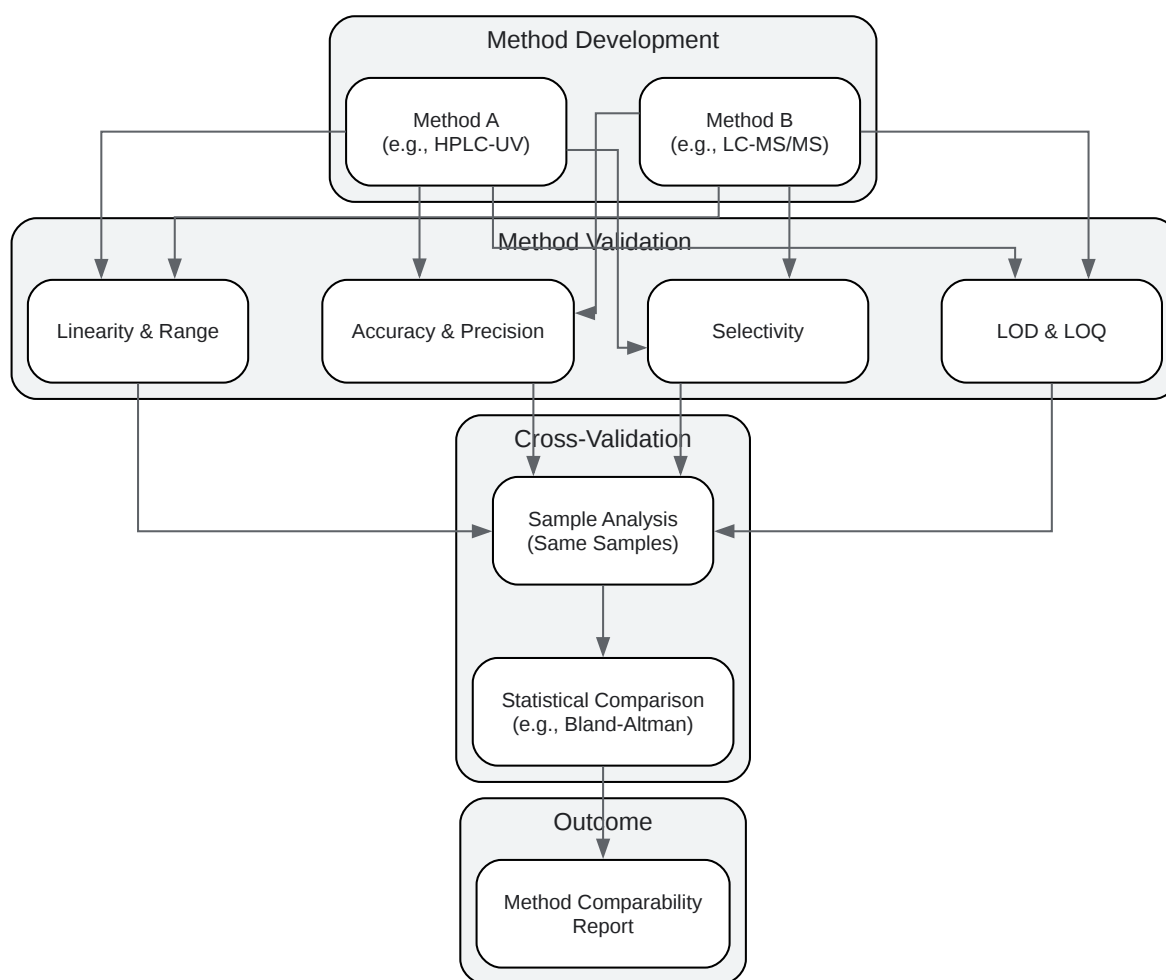 Method Development
Method A
(e.g., HPLC-UV)
Method B
(e.g., LC-MS/MS)
Method Validation
Linearity & Range
Accuracy & Precision
Selectivity
LOD & LOQ
Cross-Validation
Sample Analysis
(Same Samples)
Statistical Comparison
(e.g., Bland-Altman)
Outcome
Method Comparability
Report